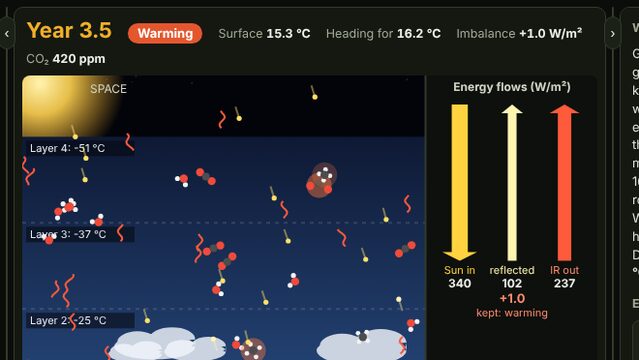 Year 3.5 Warming Surface 15.3 °C Heading for 16.2 °C Imbalance +1.0 W/m²
CO₂ 420 ppm
SPACE
Layer 4: -51 °C
Layer 3: -37 °C
Layer 2: -25 °C
Energy flows (W/m²)
Sun in reflected IR out
340 102 237
+1.0
kept: warming